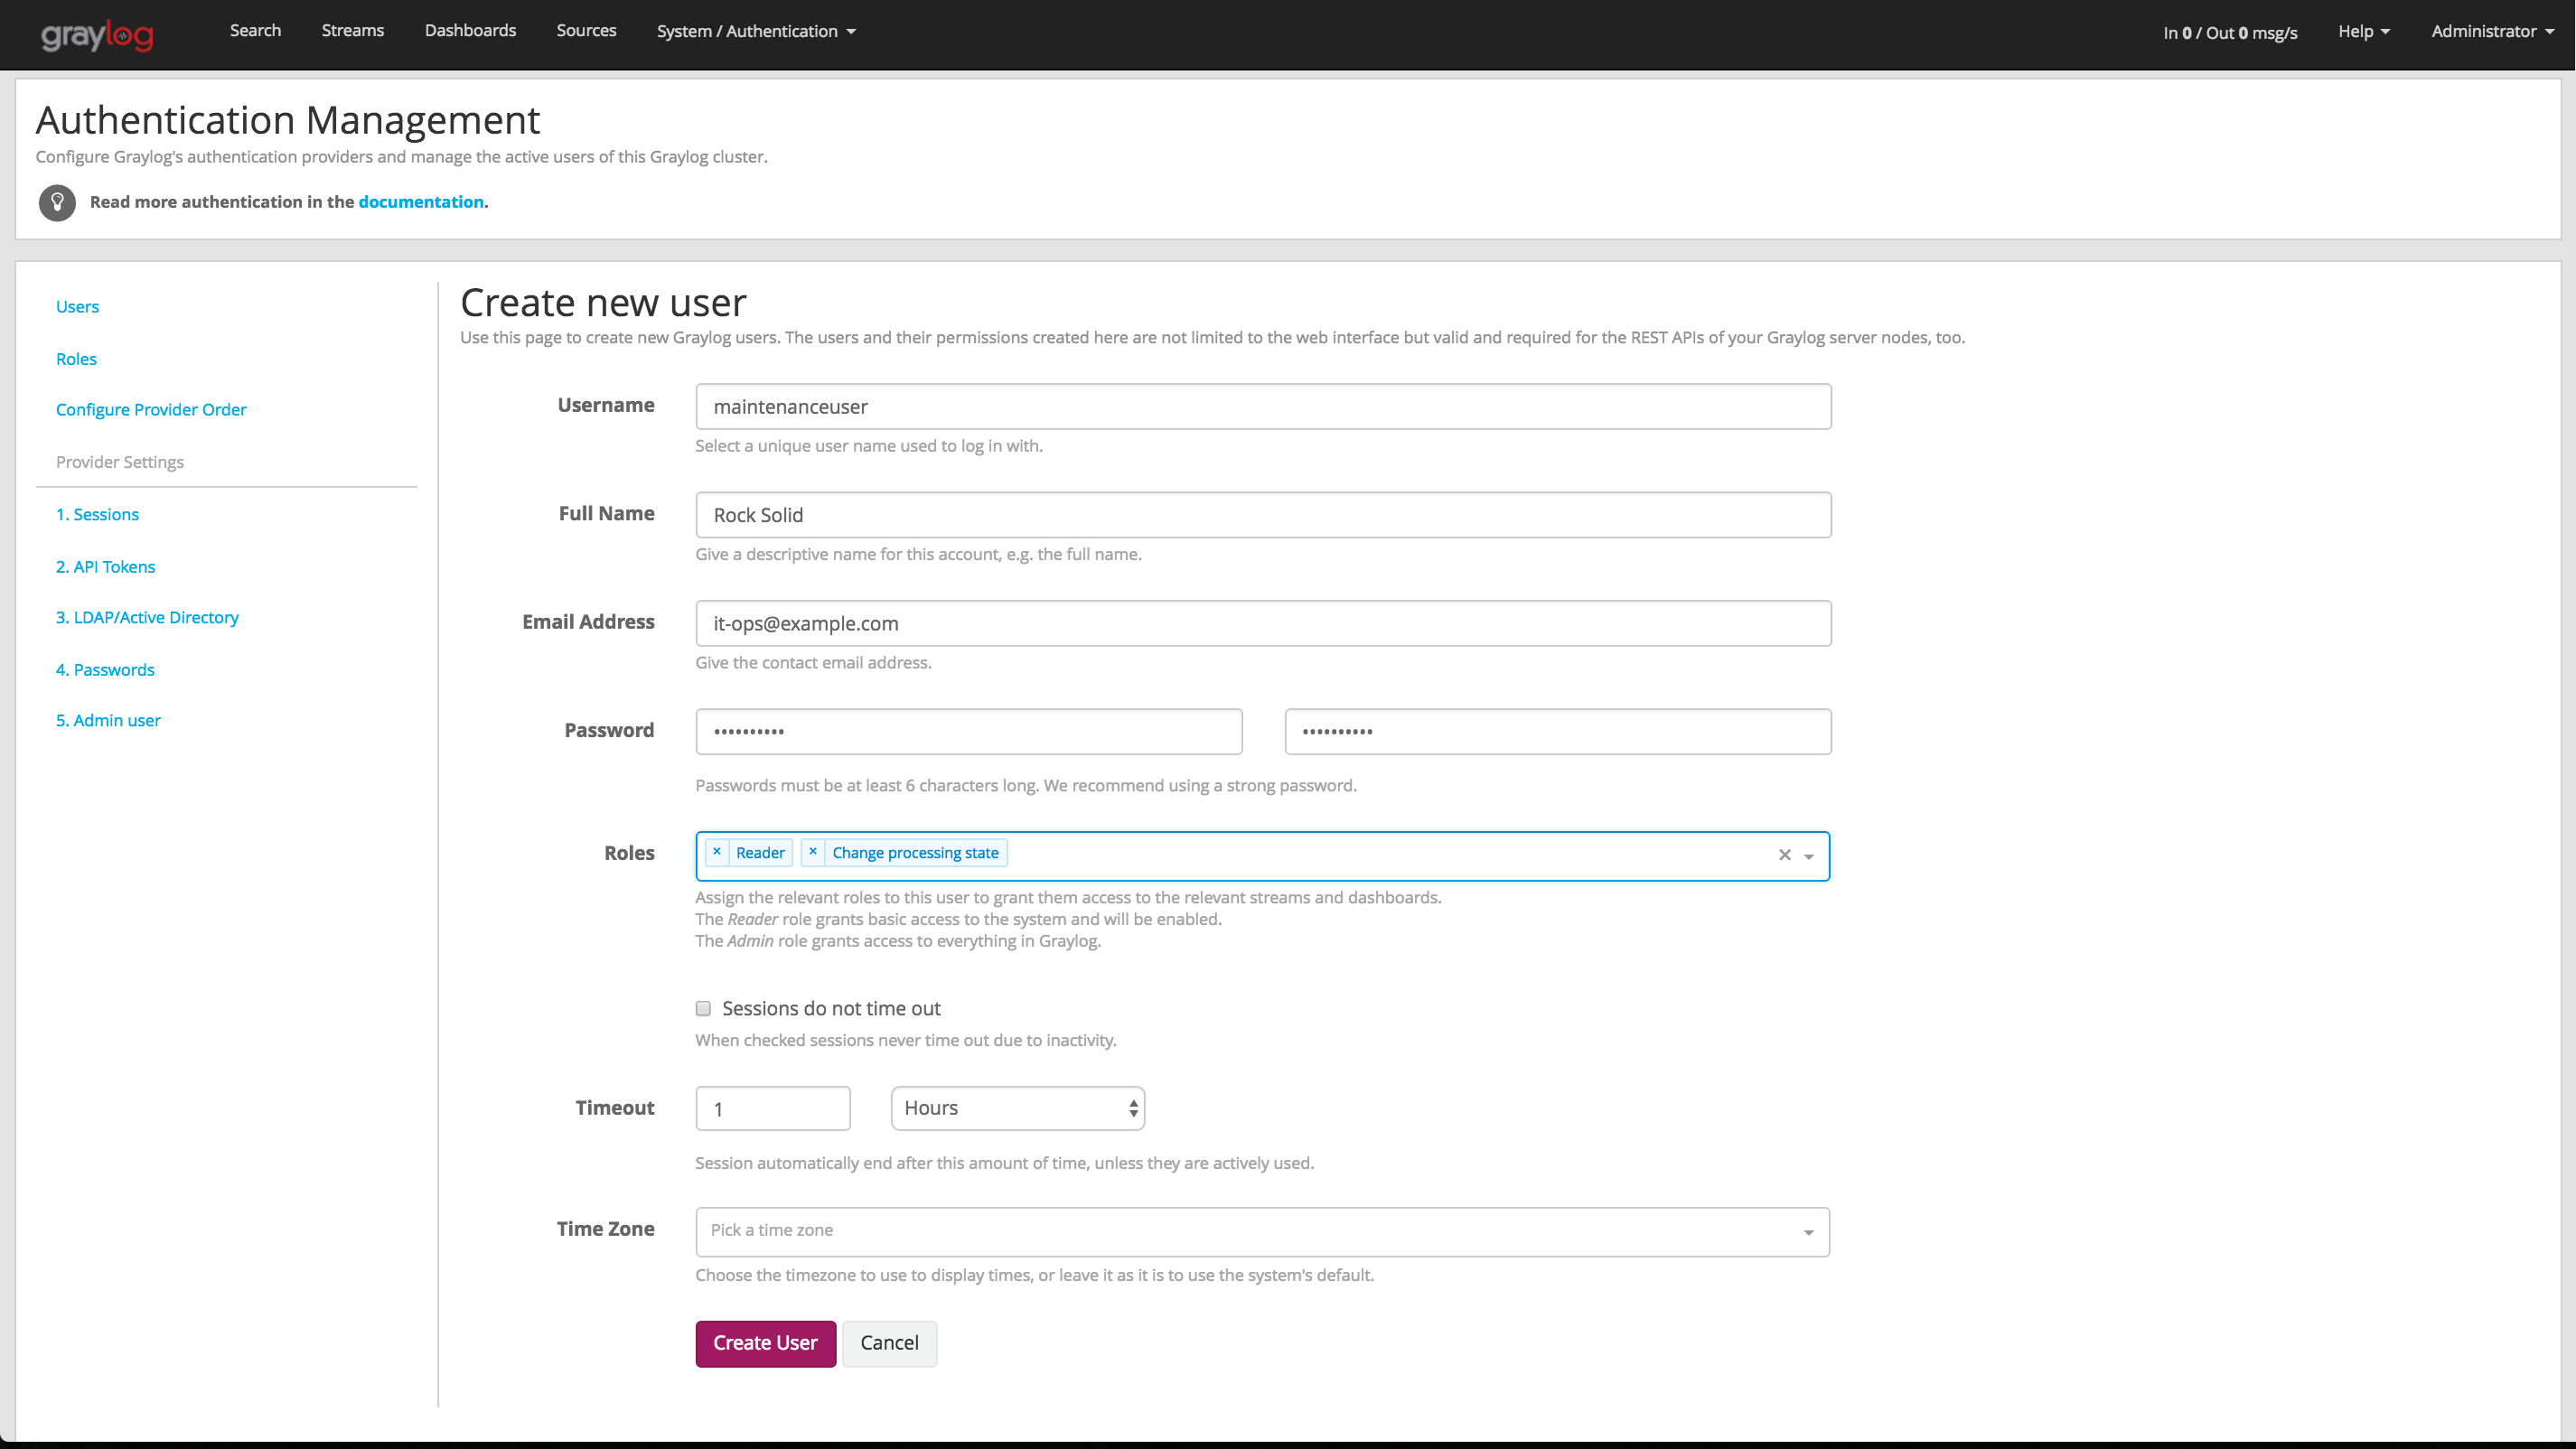 graylog Search Streams Dashboards Sources System / Authentication In 0 / Out 0 msg/s Help Administrator
Authentication Management
Configure Graylog's authentication providers and manage the active users of this Graylog cluster.
Read more authentication in the documentation.
Users
Roles
Configure Provider Order
Provider Settings
1. Sessions
2. API Tokens
3. LDAP/Active Directory
4. Passwords
5. Admin user
Create new user
Use this page to create new Graylog users. The users and their permissions created here are not limited to the web interface but valid and required for the REST APIs of your Graylog server nodes, too.
Username maintenanceuser
Select a unique user name used to log in with.
Full Name Rock Solid
Give a descriptive name for this account, e.g. the full name.
Email Address it-ops@example.com
Give the contact email address.
Password •••••••••• ••••••••••
Passwords must be at least 6 characters long. We recommend using a strong password.
Roles × Reader × Change processing state ×
Assign the relevant roles to this user to grant them access to the relevant streams and dashboards.
The Reader role grants basic access to the system and will be enabled.
The Admin role grants access to everything in Graylog.
Sessions do not time out
When checked sessions never time out due to inactivity.
Timeout 1 Hours
Session automatically end after this amount of time, unless they are actively used.
Time Zone Pick a time zone
Choose the timezone to use to display times, or leave it as it is to use the system's default.
Create User Cancel